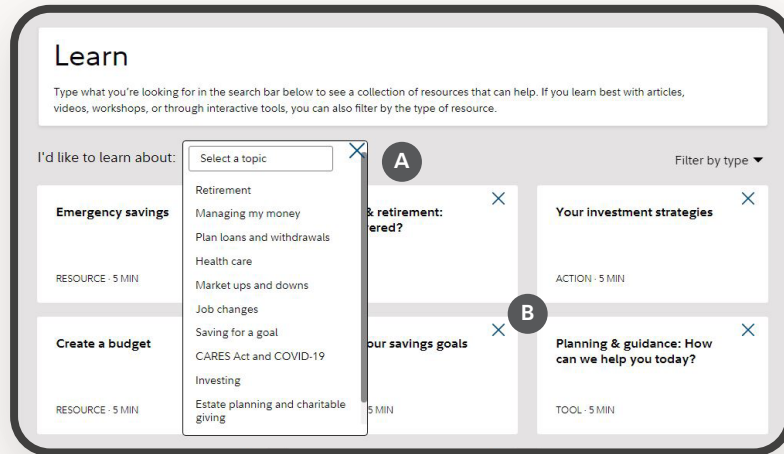 Learn
Type what you're looking for in the search bar below to see a collection of resources that can help. If you learn best with articles,
videos, workshops, or through interactive tools, you can also filter by the type of resource.
I'd like to learn about:
Select a topic
A
Filter by type
Retirement
Managing my money
Plan loans and withdrawals
Health care
Market ups and downs
Job changes
Saving for a goal
CARES Act and COVID-19
Investing
Estate planning and charitable
giving
Emergency savings
RESOURCE · 5 MIN
& retirement:
ered?
Your investment strategies
ACTION · 5 MIN
B
Create a budget
RESOURCE · 5 MIN
our savings goals
5 MIN
Planning & guidance: How
can we help you today?
TOOL · 5 MIN